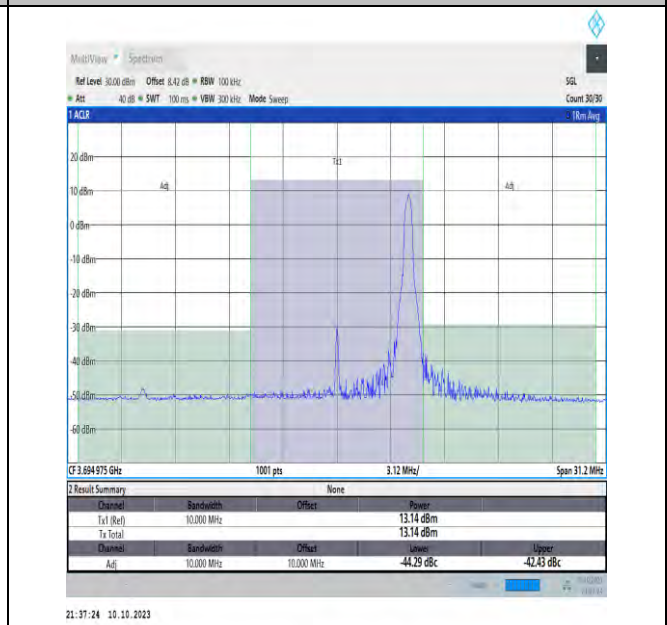 MultiView Spectrum
Ref Level 30.00 dBm Offset 8.42 dB RBW 100 kHz SGL
Att 40 dB SWT 100 ms VBW 300 kHz Mode Sweep Count 30/30
1 ACLR 1Rm Avg
20 dBm
Tx1
Adj Adj
10 dBm
0 dBm
-10 dBm
-20 dBm
-30 dBm
-40 dBm
-50 dBm
-60 dBm
CF 3.694 975 GHz 1001 pts 3.12 MHz/ Span 31.2 MHz
2 Result Summary None
Channel Bandwidth Offset Power
Tx1 (Ref) 10.000 MHz 13.14 dBm
Tx Total 13.14 dBm
Channel Bandwidth Offset Lower Upper
Adj 10.000 MHz 10.000 MHz -44.29 dBc -42.43 dBc
21:37:24 10.10.2023